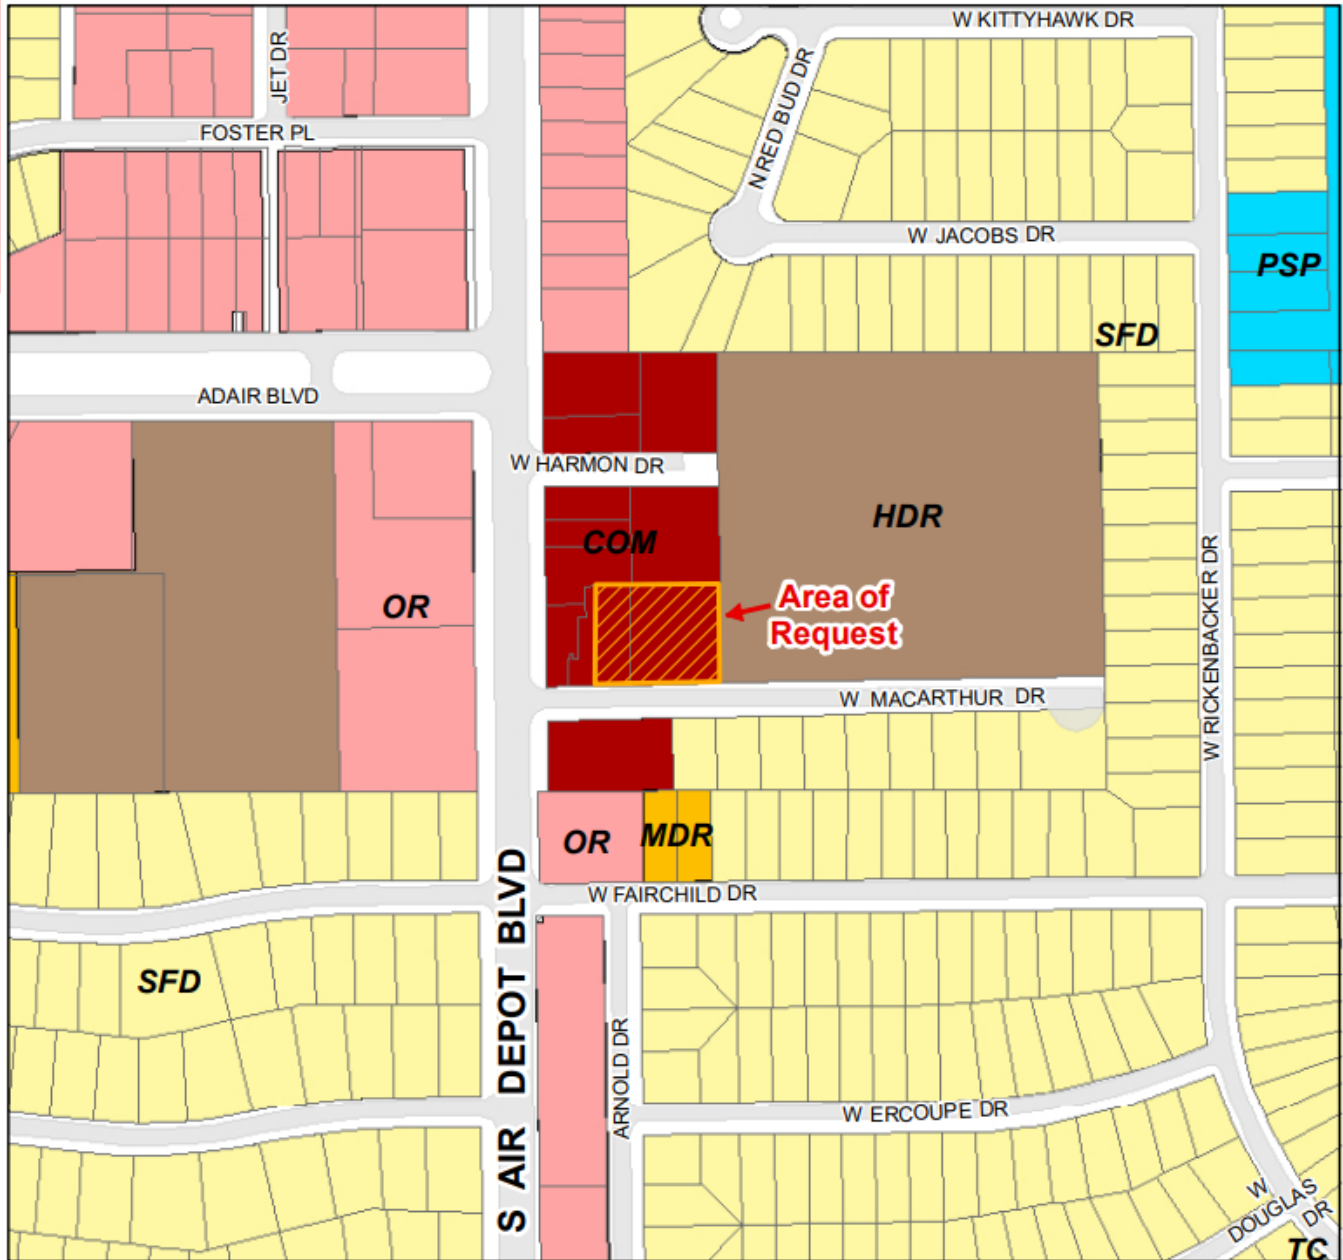 W KITTYHAWK DR
JET DR
N RED BUD DR
FOSTER PL
W JACOBS DR
PSP
SFD
ADAIR BLVD
W HARMON DR
HDR
COM
OR
Area of
Request
W RICKENBACKER DR
W MACARTHUR DR
OR
MDR
W FAIRCHILD DR
S AIR DEPOT BLVD
SFD
ARNOLD DR
W ERCOUPE DR
W
DOUGLAS
DR
TC